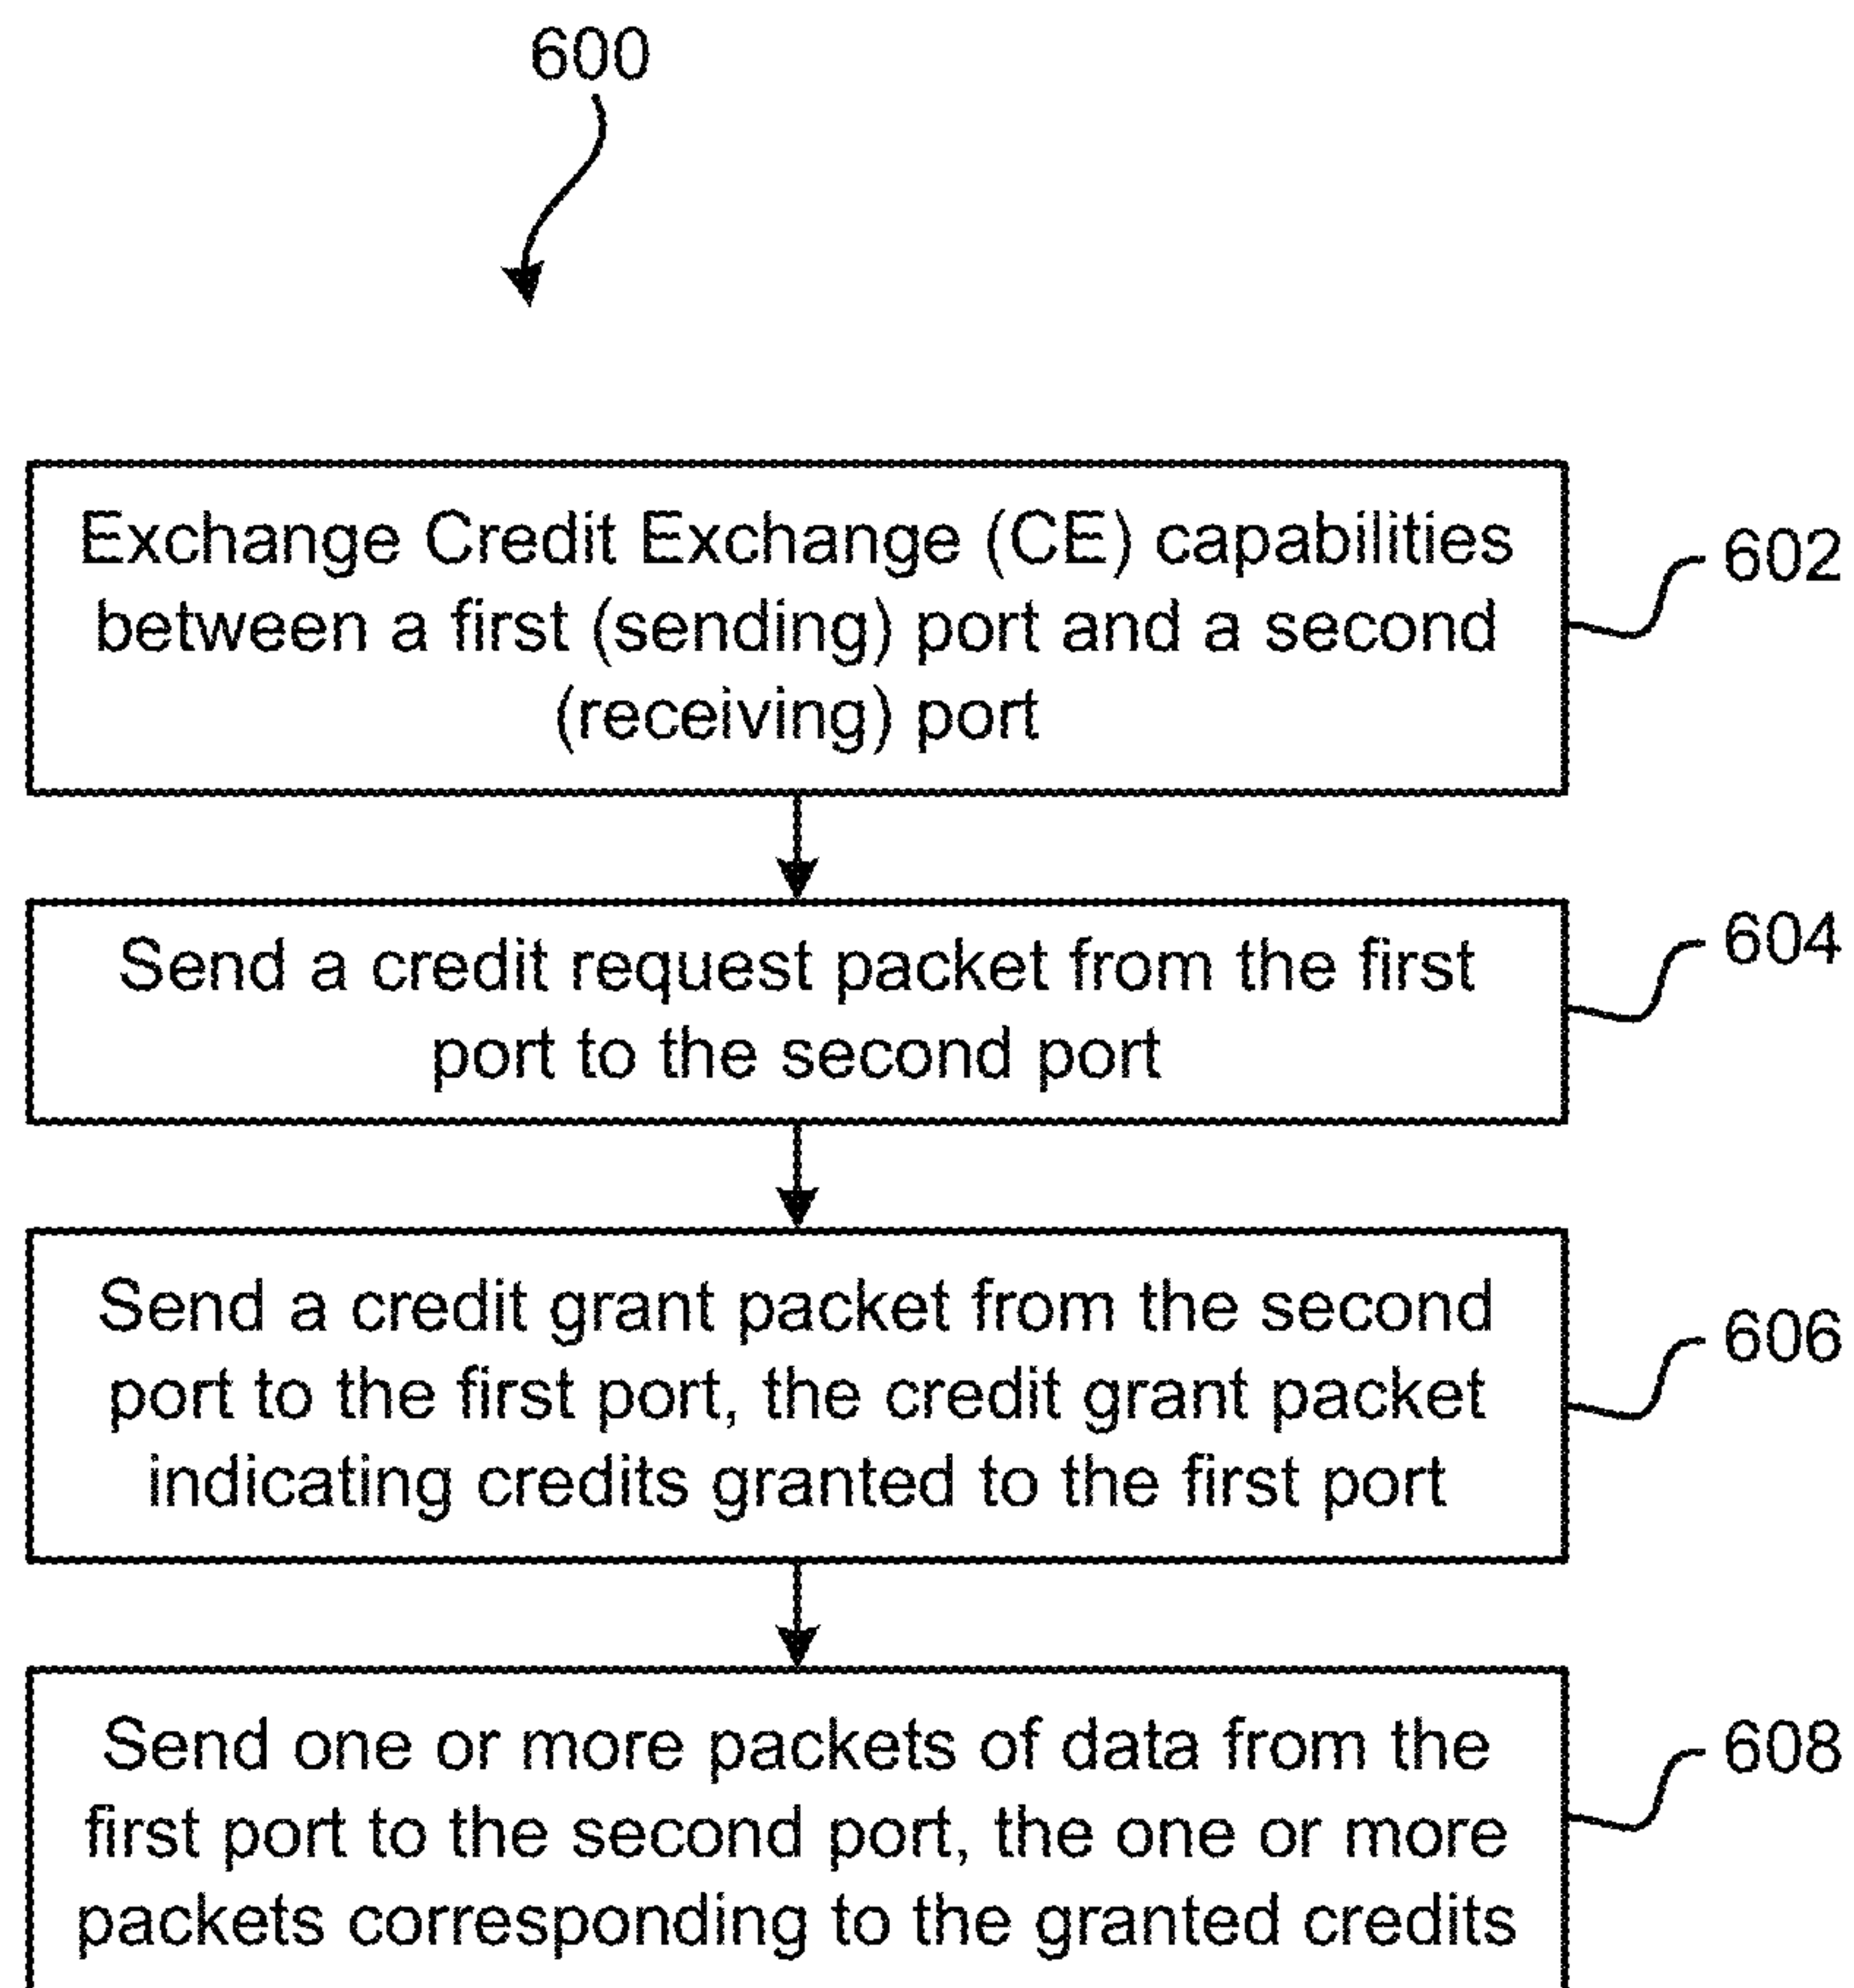 600
Exchange Credit Exchange (CE) capabilities
between a first (sending) port and a second
(receiving) port
602
Send a credit request packet from the first
port to the second port
604
Send a credit grant packet from the second
port to the first port, the credit grant packet
indicating credits granted to the first port
606
Send one or more packets of data from the
first port to the second port, the one or more
packets corresponding to the granted credits
608